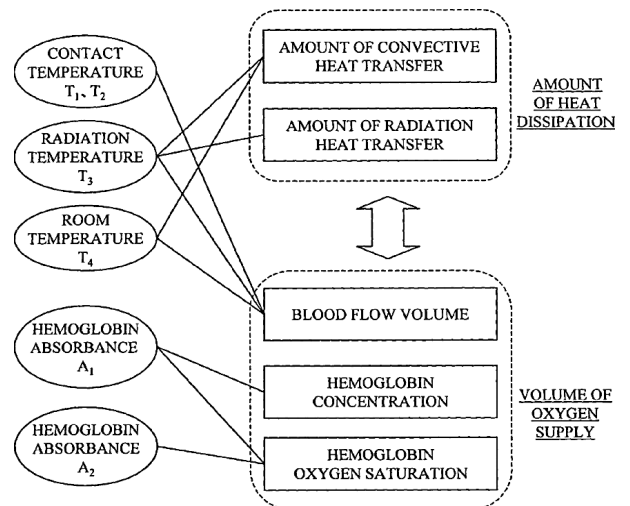 CONTACT
TEMPERATURE
T₁、T₂
RADIATION
TEMPERATURE
T₃
ROOM
TEMPERATURE
T₄
HEMOGLOBIN
ABSORBANCE
A₁
HEMOGLOBIN
ABSORBANCE
A₂
AMOUNT OF CONVECTIVE
HEAT TRANSFER
AMOUNT OF RADIATION
HEAT TRANSFER
AMOUNT
OF HEAT
DISSIPATION
BLOOD FLOW VOLUME
HEMOGLOBIN
CONCENTRATION
HEMOGLOBIN
OXYGEN SATURATION
VOLUME OF
OXYGEN
SUPPLY